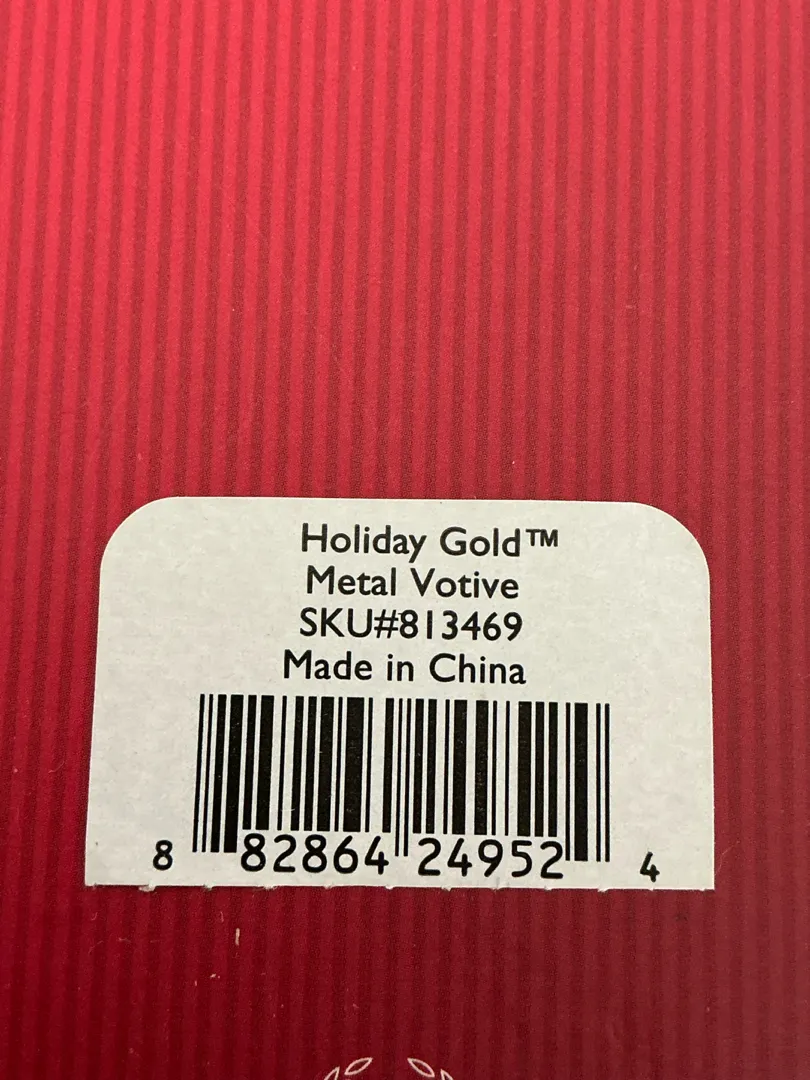 Holiday Gold™
Metal Votive
SKU#813469
Made in China
8 82864 24952 4